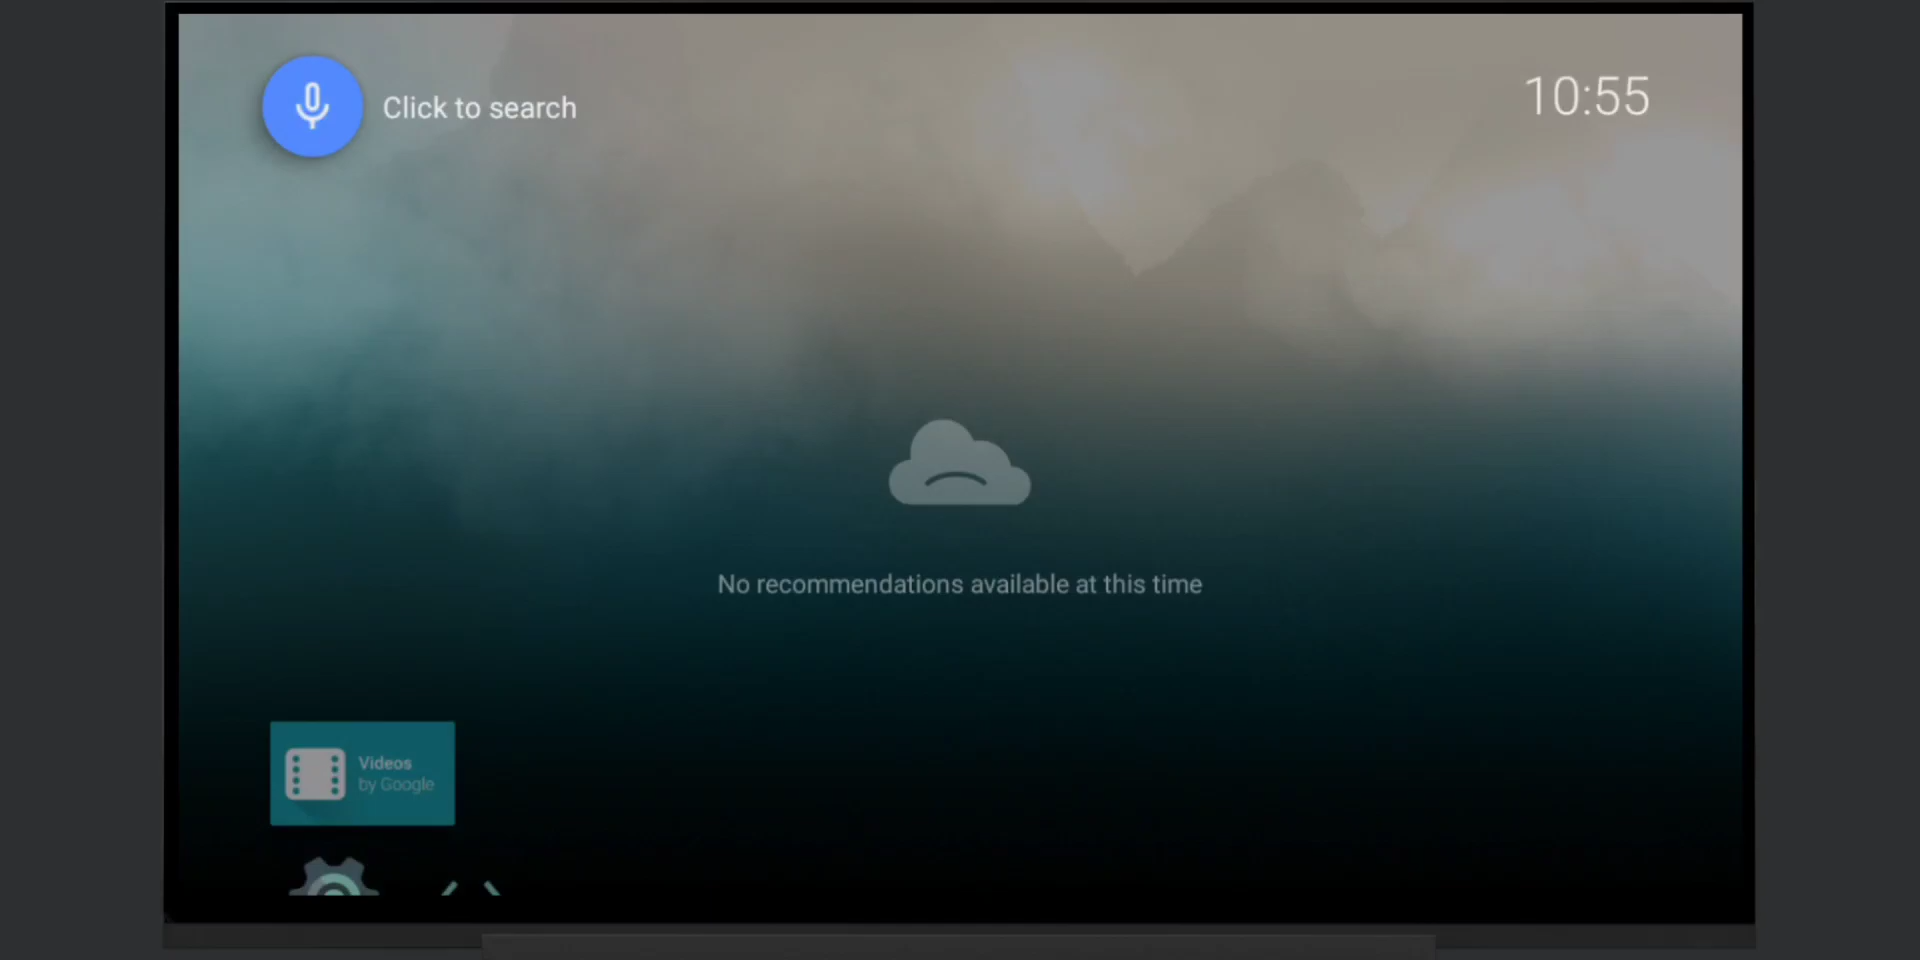 Click to search
10:55
No recommendations available at this time
Videos
by Google